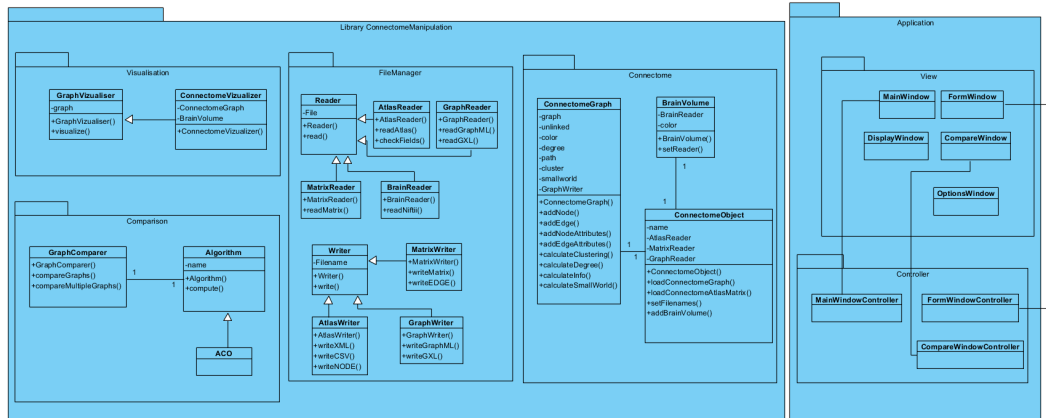 Library ConnectomeManipulation
Visualisation
GraphVizualiser
-graph
+GraphVizualiser()
+visualize()
ConnectomeVizualizer
-ConnectomeGraph
-BrainVolume
+ConnectomeVizualizer()
Comparison
GraphComparer
+GraphComparer()
+compareGraphs()
+compareMultipleGraphs()
1
1
Algorithm
-name
+Algorithm()
+compute()
ACO
FileManager
Reader
-File
+Reader()
+read()
AtlasReader
+AtlasReader()
+readAtlas()
+checkFields()
GraphReader
+GraphReader()
+readGraphML()
+readGXL()
MatrixReader
+MatrixReader()
+readMatrix()
BrainReader
+BrainReader()
+readNiftii()
Writer
-Filename
+Writer()
+write()
MatrixWriter
+MatrixWriter()
+writeMatrix()
+writeEDGE()
AtlasWriter
+AtlasWriter()
+writeXML()
+writeCSV()
+writeNODE()
GraphWriter
+GraphWriter()
+writeGraphML()
+writeGXL()
Connectome
ConnectomeGraph
-graph
-unlinked
-color
-degree
-path
-cluster
-smallworld
-GraphWriter
+ConnectomeGraph()
+addNode()
+addEdge()
+addNodeAttributes()
+addEdgeAttributes()
+calculateClustering()
+calculateDegree()
+calculateInfo()
+calculateSmallWorld()
BrainVolume
-BrainReader
-color
+BrainVolume()
+setReader()
1
1
1
1
ConnectomeObject
-name
-AtlasReader
-MatrixReader
-GraphReader
+ConnectomeObject()
+loadConnectomeGraph()
+loadConnectomeAtlasMatrix()
+setFilenames()
+addBrainVolume()
Application
View
MainWindow
FormWindow
DisplayWindow
CompareWindow
OptionsWindow
Controller
MainWindowController
FormWindowController
CompareWindowController